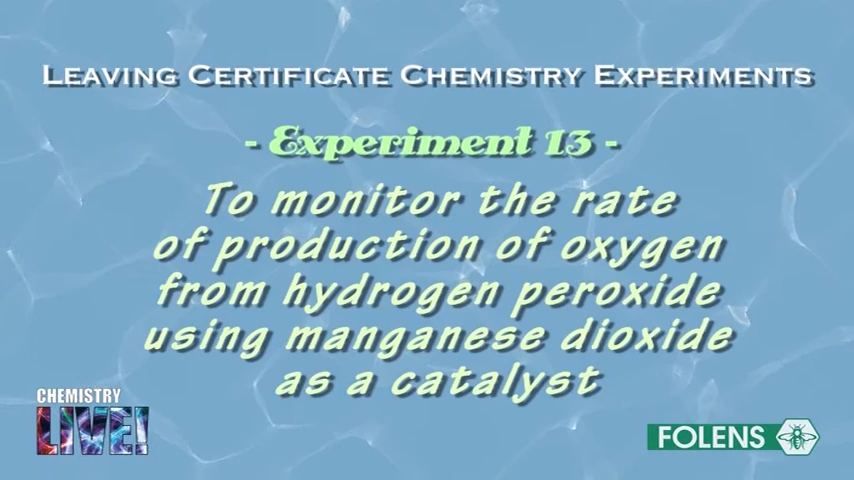 LEAVING CERTIFICATE CHEMISTRY EXPERIMENTS
- Experiment 13 -
To monitor the rate
of production of oxygen
from hydrogen peroxide
using manganese dioxide
as a catalyst
CHEMISTRY
LIVE!
FOLENS